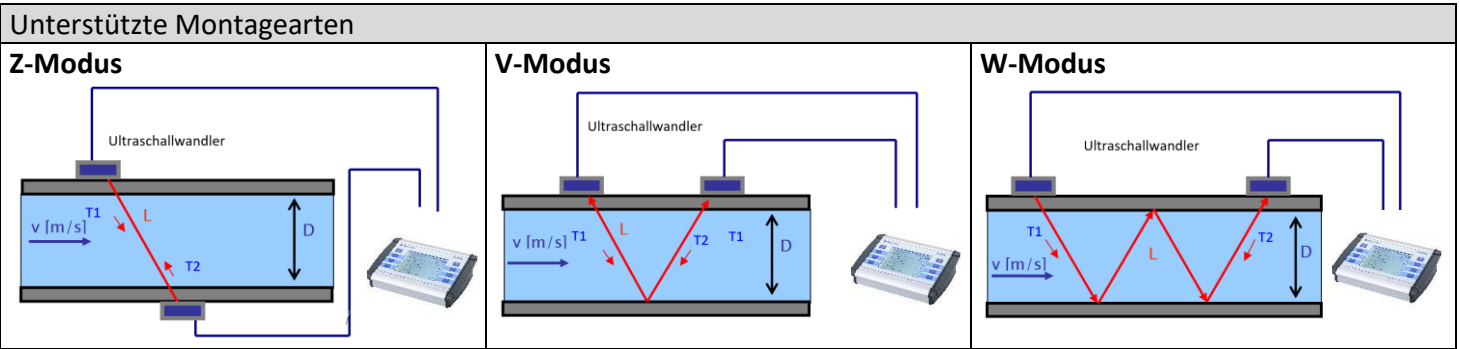 Unterstützte Montagearten
Z-Modus
Ultraschallwandler
T1
L
v [m/s]
D
T2
V-Modus
Ultraschallwandler
L
v [m/s]
T1
T2
T1
D
W-Modus
Ultraschallwandler
T1
L
T2
D
v [m/s]